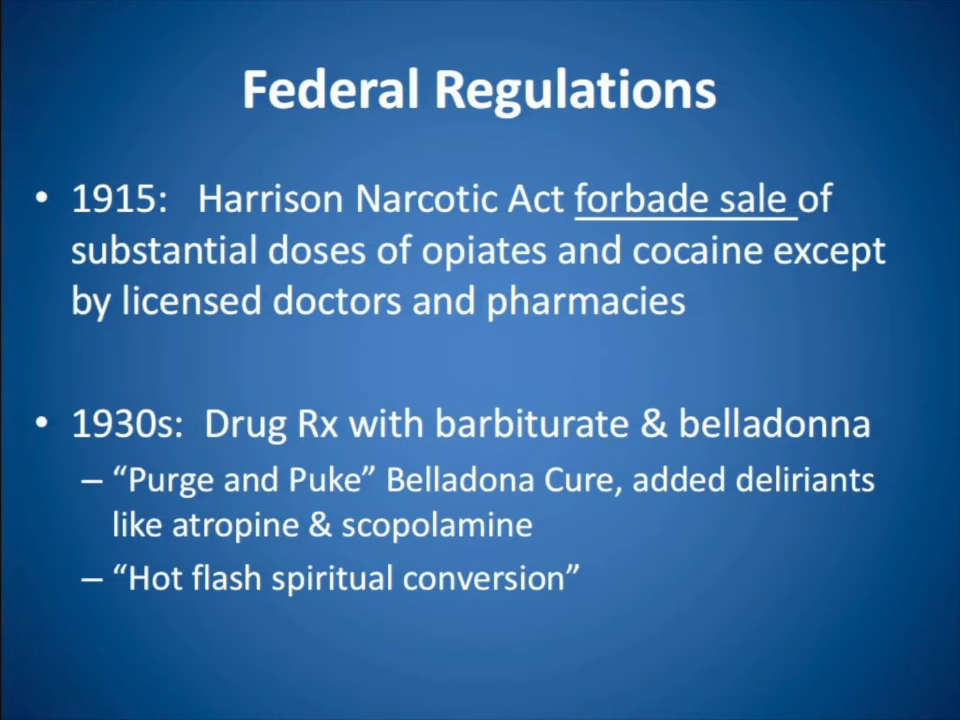 Federal Regulations
• 1915: Harrison Narcotic Act forbade sale of
substantial doses of opiates and cocaine except
by licensed doctors and pharmacies
• 1930s: Drug Rx with barbiturate & belladonna
– “Purge and Puke” Belladona Cure, added deliriants
like atropine & scopolamine
– “Hot flash spiritual conversion”